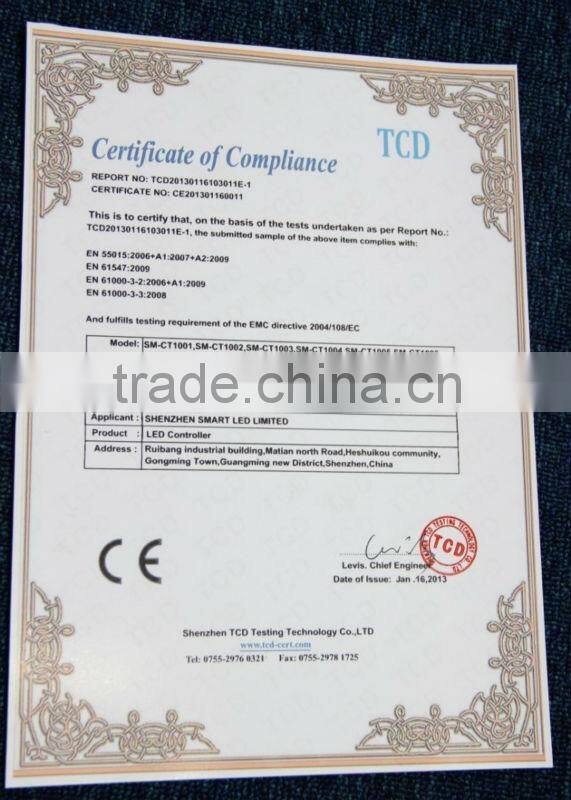 Certificate of Compliance
TCD
REPORT NO: TCD20130116103011E-1
CERTIFICATE NO: CE201301160011
This is to certify that, on the basis of the tests undertaken as per Report No.:
TCD20130116103011E-1, the submitted sample of the above item complies with:
EN 55015:2006+A1:2007+A2:2009
EN 61547:2009
EN 61000-3-2:2006+A1:2009
EN 61000-3-3:2008
And fulfills testing requirement of the EMC directive 2004/108/EC
Model: SM-CT1001,SM-CT1002,SM-CT1003,SM-CT1004,SM-CT1005,
trade.china.cn
Applicant : SHENZHEN SMART LED LIMITED
Product : LED Controller
Address : Ruibang industrial building,Matian north Road,Heshuikou community,
Gongming Town,Guangming new District,Shenzhen,China
CE
TCD
Levis. Chief Engineer
Date of Issue: Jan .16,2013
Shenzhen TCD Testing Technology Co.,LTD
www.tcd-cert.com
Tel: 0755-2976 0321 Fax: 0755-2978 1725